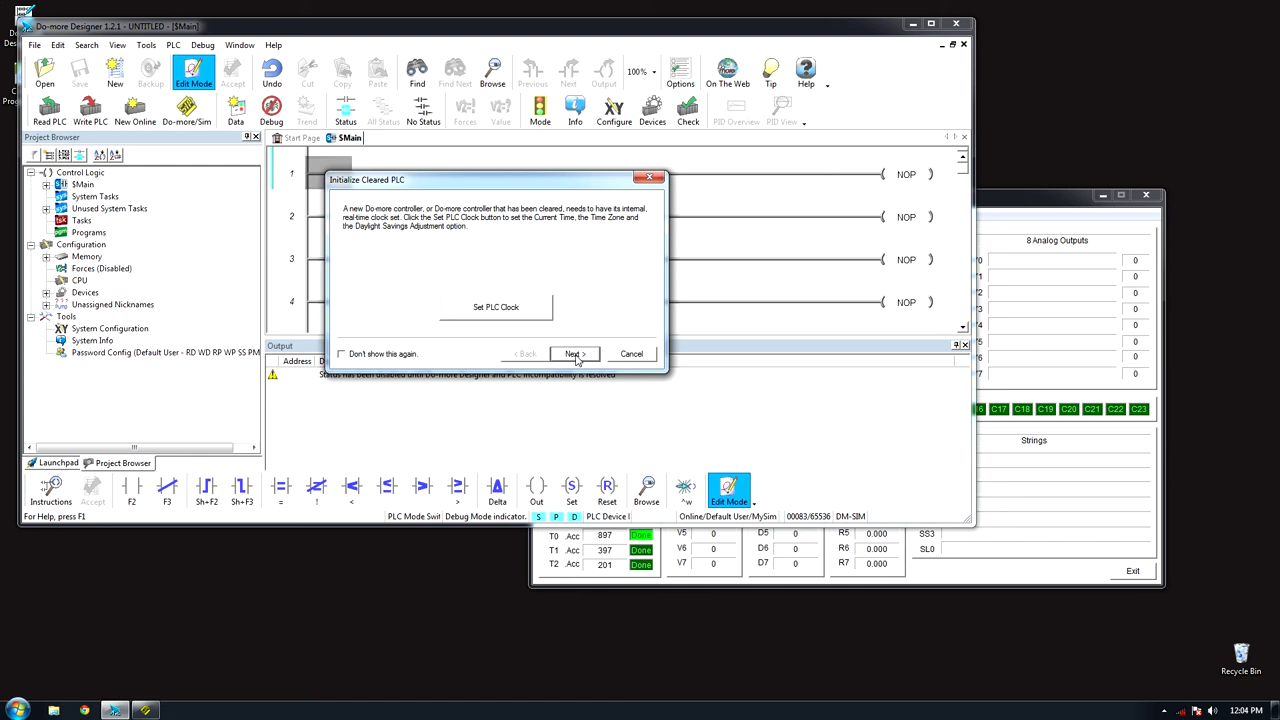 Do-more Designer 1.2.1 - UNTITLED - [$Main]
File Edit Search View Tools PLC Debug Window Help
Open Save New Backup Edit Mode Accept Undo Cut Copy Paste Find Find Next Browse Previous Next Output 100% Options On The Web Tip Help
Read PLC Write PLC New Online Do-more/Sim Data Debug Trend Status All Status No Status Forces Values Mode Info Configure Devices Check PID Overview PID View
Project Browser
Start Page $Main
Control Logic
$Main
System Tasks
Unused System Tasks
Tasks
Programs
Configuration
Memory
Forces (Disabled)
CPU
Devices
Unassigned Nicknames
Tools
System Configuration
System Info
Password Config (Default User - RD WD RP WP SS PM
Launchpad Project Browser
1 NOP
2 NOP
3 NOP
4 NOP
Initialize Cleared PLC
A new Do-more controller, or Do-more controller that has been cleared, needs to have its internal,
real-time clock set. Click the Set PLC Clock button to set the Current Time, the Time Zone and
the Daylight Savings Adjustment option.
Set PLC Clock
Don't show this again.
< Back Next > Cancel
Output
Address
Status has been disabled until Do-more Designer and PLC incompatibility is resolved
Instructions Accept F2 F3 Sh+F2 Sh+F3 = ! < ≤ > ≥ Delta Out Set Reset Browse ^w Edit Mode
For Help, press F1
PLC Mode Swit Debug Mode indicator. S P D PLC Device I Online/Default User/MySim 00083/65536 DM-SIM
8 Analog Outputs
0
0
0
0
0
0
0
0
C17 C18 C19 C20 C21 C22 C23
Strings
T0 .Acc 897 Done V5 0 D5 0 R5 0.000 SS3
T1 .Acc 397 Done V6 0 D6 0 R6 0.000 SL0
T2 .Acc 201 Done V7 0 D7 0 R7 0.000
Exit
Recycle Bin
12:04 PM